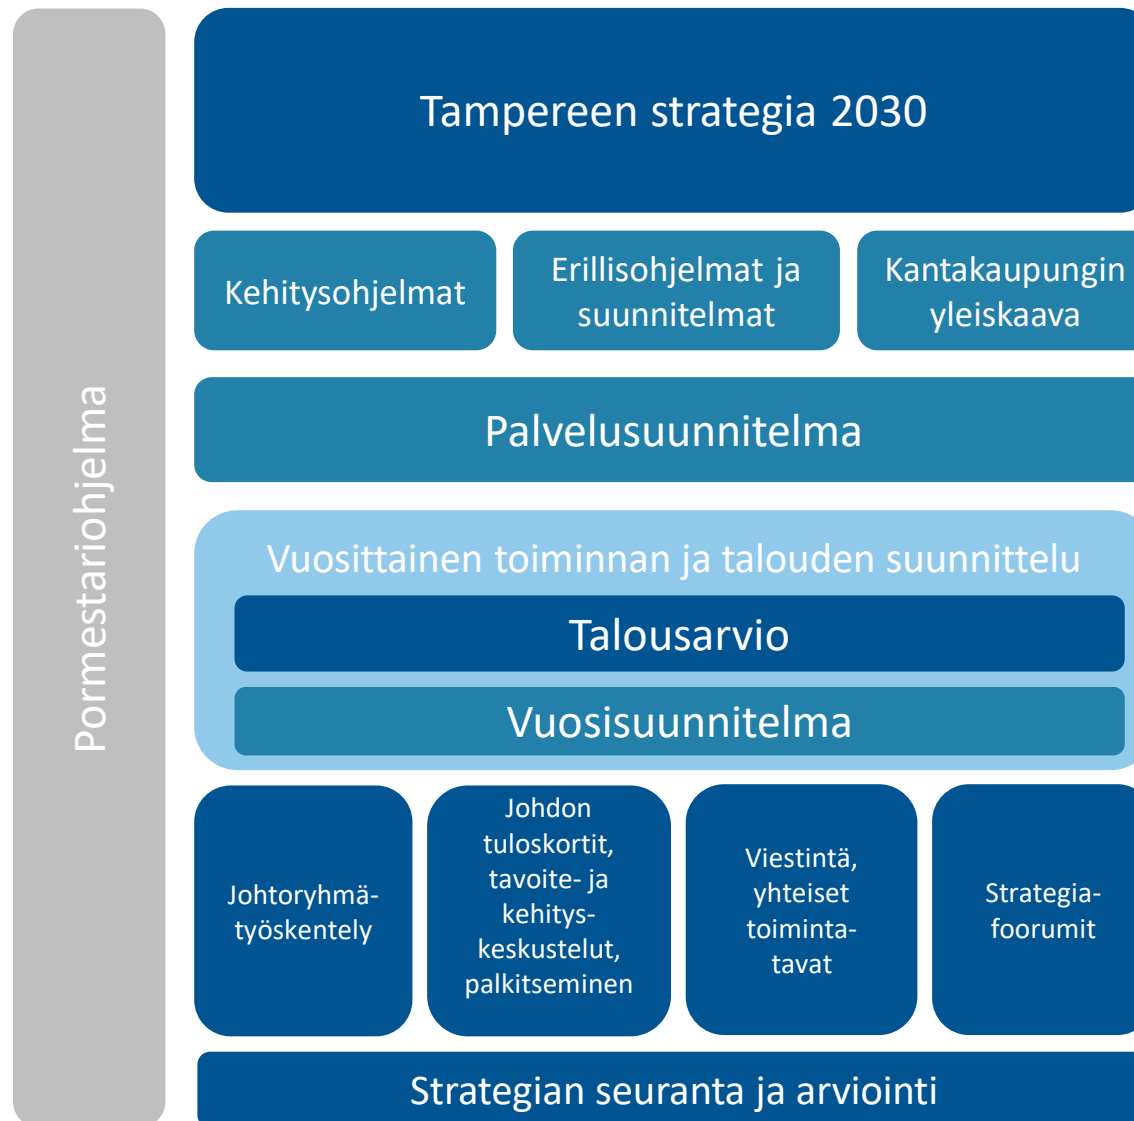 Pormestariohjelma
Tampereen strategia 2030
Kehitysohjelmat
Erillisohjelmat ja
suunnitelmat
Kantakaupungin
yleiskaava
Palvelusuunnitelma
Vuosittainen toiminnan ja talouden suunnittelu
Talousarvio
Vuosisuunnitelma
Johtoryhmä-
työskentely
Johdon
tuloskortit,
tavoite- ja
kehitys-
keskustelut,
palkitseminen
Viestintä,
yhteiset
toiminta-
tavat
Strategia-
foorumit
Strategian seuranta ja arviointi